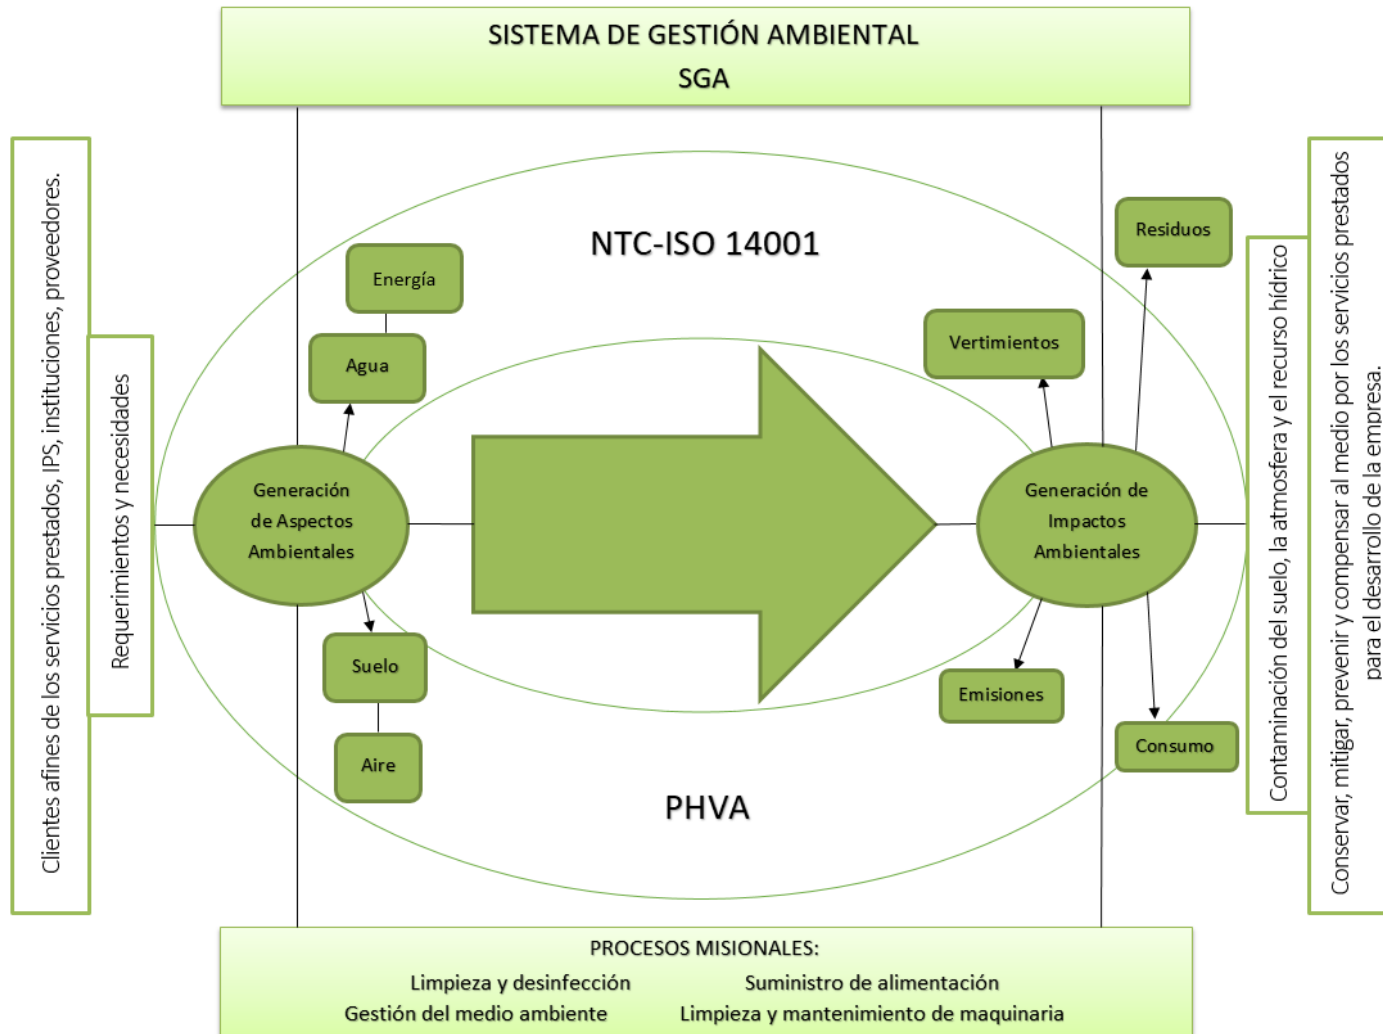 SISTEMA DE GESTIÓN AMBIENTAL
SGA
Clientes afines de los servicios prestados, IPS, instituciones, proveedores.
Requerimientos y necesidades
NTC-ISO 14001
Energía
Agua
Generación
de Aspectos
Ambientales
Suelo
Aire
PHVA
Residuos
Vertimientos
Generación de
Impactos
Ambientales
Emisiones
Consumo
Contaminación del suelo, la atmosfera y el recurso hídrico
Conservar, mitigar, prevenir y compensar al medio por los servicios prestados
para el desarrollo de la empresa.
PROCESOS MISIONALES:
Limpieza y desinfección Suministro de alimentación
Gestión del medio ambiente Limpieza y mantenimiento de maquinaria